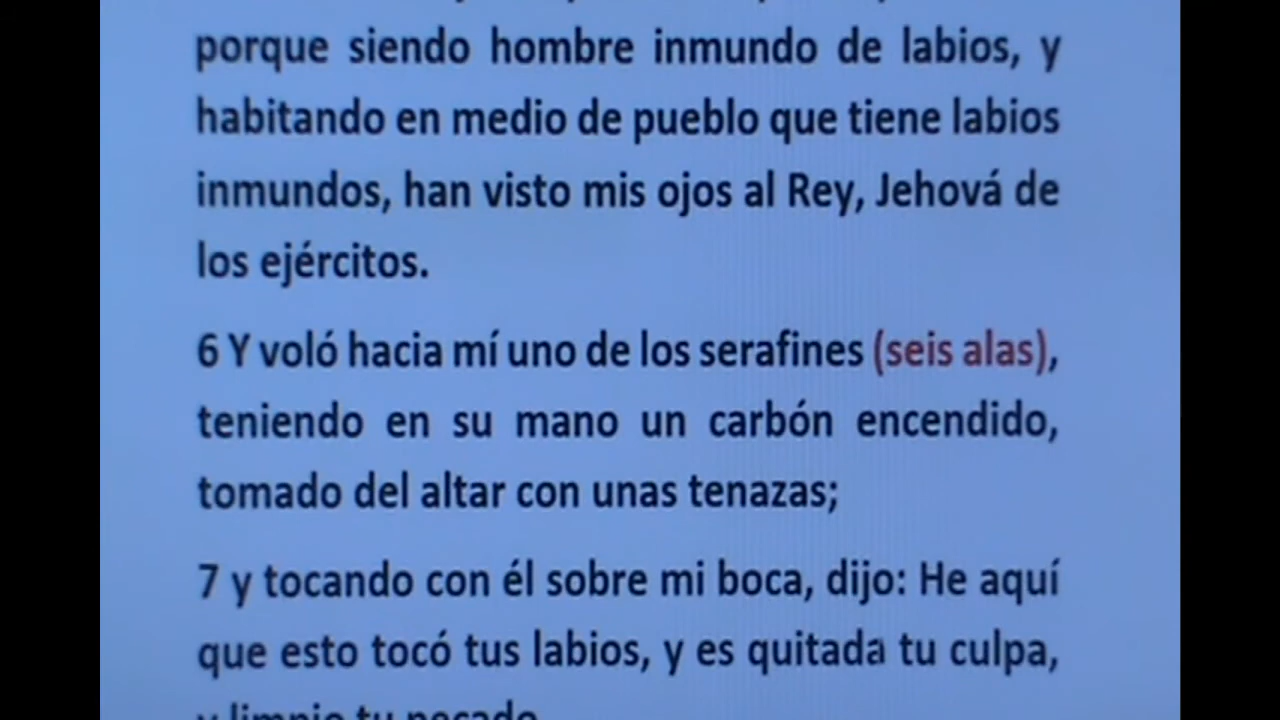 porque siendo hombre inmundo de labios, y
habitando en medio de pueblo que tiene labios
inmundos, han visto mis ojos al Rey, Jehová de
los ejércitos.
6 Y voló hacia mí uno de los serafines (seis alas),
teniendo en su mano un carbón encendido,
tomado del altar con unas tenazas;
7 y tocando con él sobre mi boca, dijo: He aquí
que esto tocó tus labios, y es quitada tu culpa,
y limpio tu pecado.